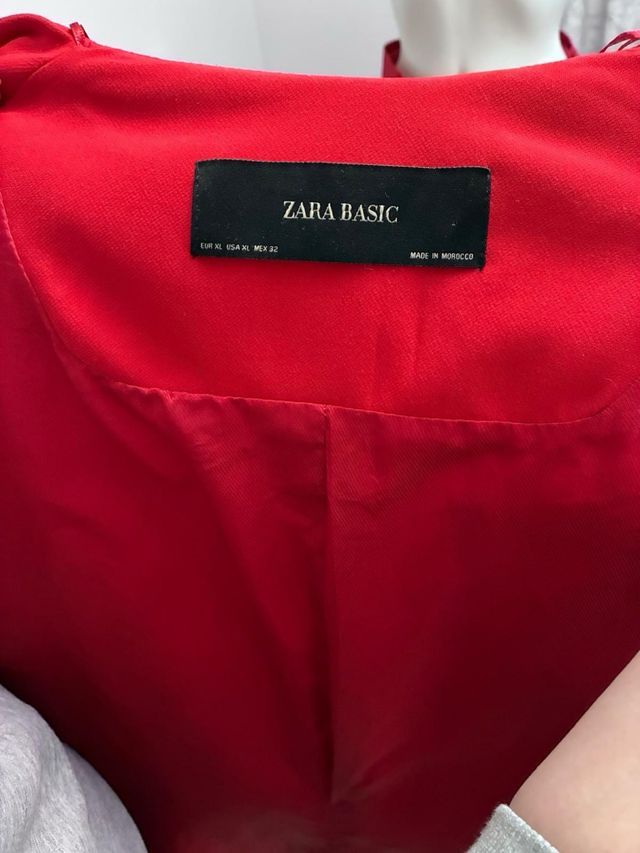 ZARA BASIC
EUR XL USA XL MEX 32
MADE IN MOROCCO